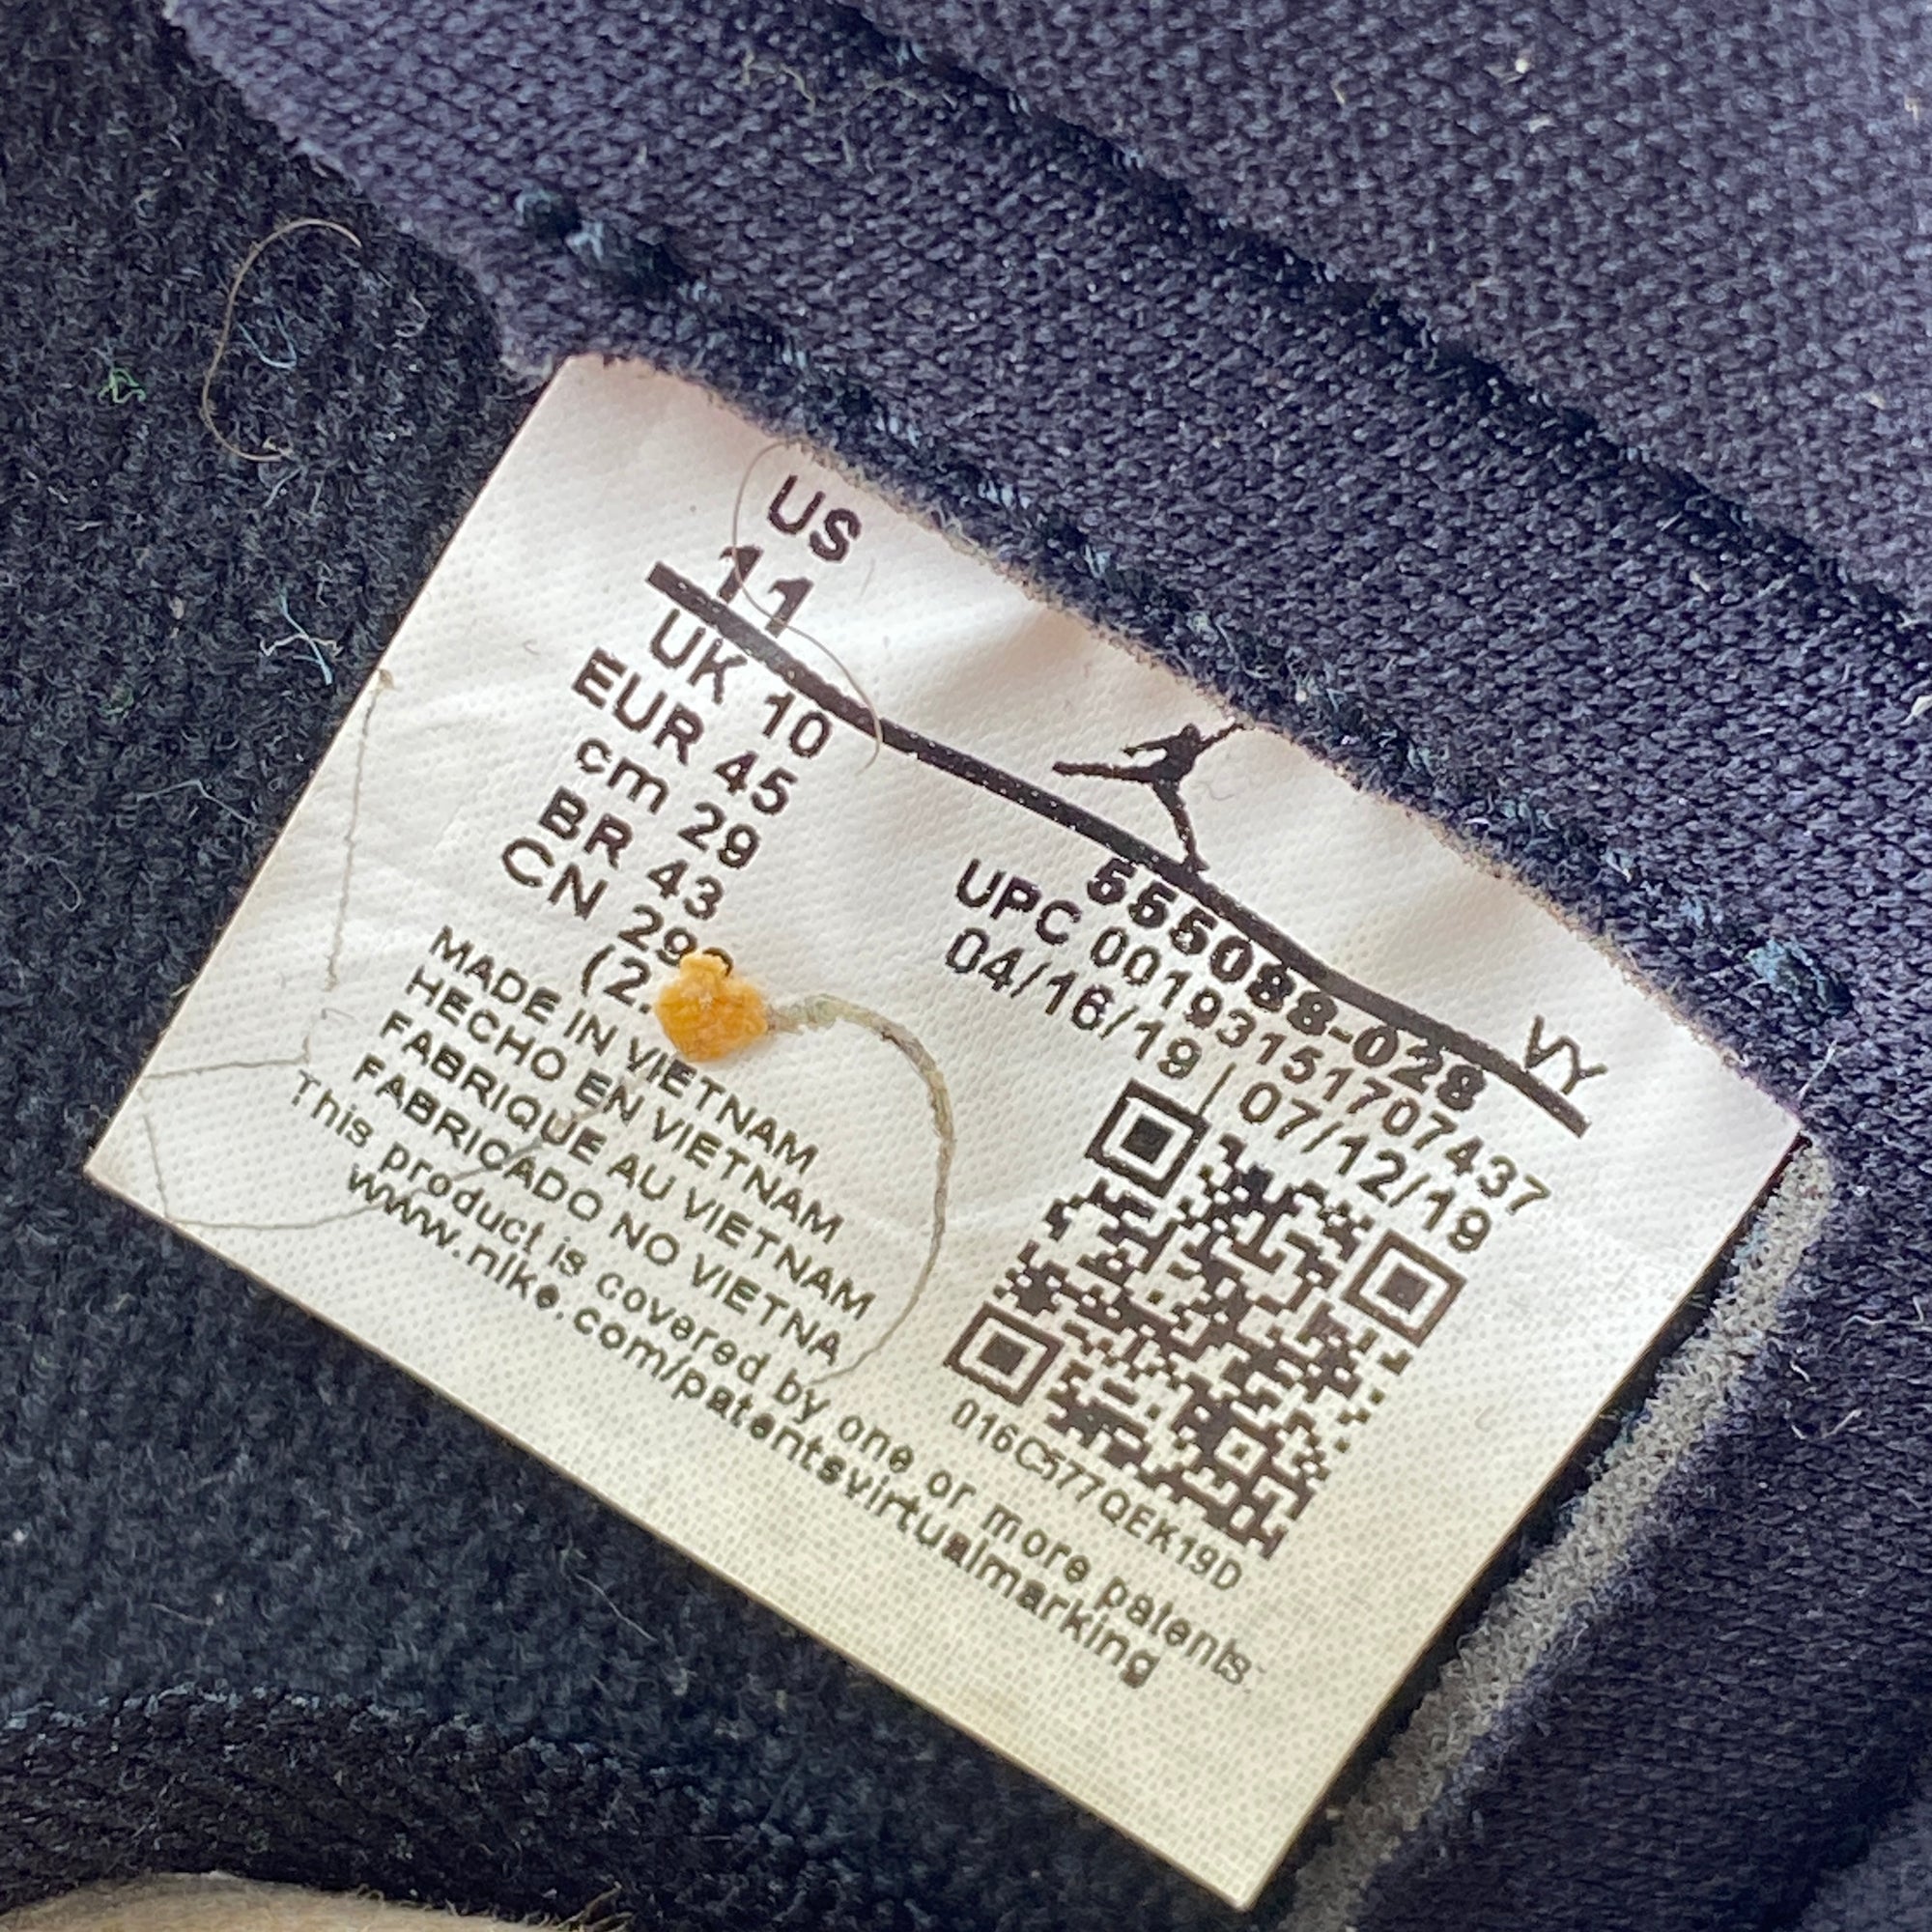 US
11
UK 10
EUR 45
cm 29
BR 43
CN 290
(2.
MADE IN VIETNAM
HECHO EN VIETNAM
FABRIQUE AU VIETNAM
FABRICADO NO VIETNA
This product is covered by one or more patents.
www.nike.com/patentsvirtualmarking
VY
555088-028
UPC 00193151707437
04/16/19 07/12/19
016C577QEK19D